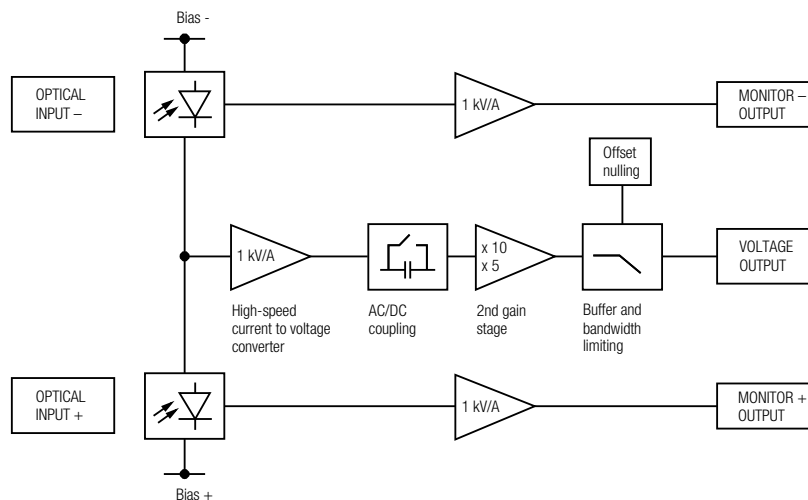 Bias -
OPTICAL
INPUT –
1 kV/A
MONITOR –
OUTPUT
Offset
nulling
1 kV/A
x 10
x 5
VOLTAGE
OUTPUT
High-speed
current to voltage
converter
AC/DC
coupling
2nd gain
stage
Buffer and
bandwidth
limiting
OPTICAL
INPUT +
1 kV/A
MONITOR +
OUTPUT
Bias +